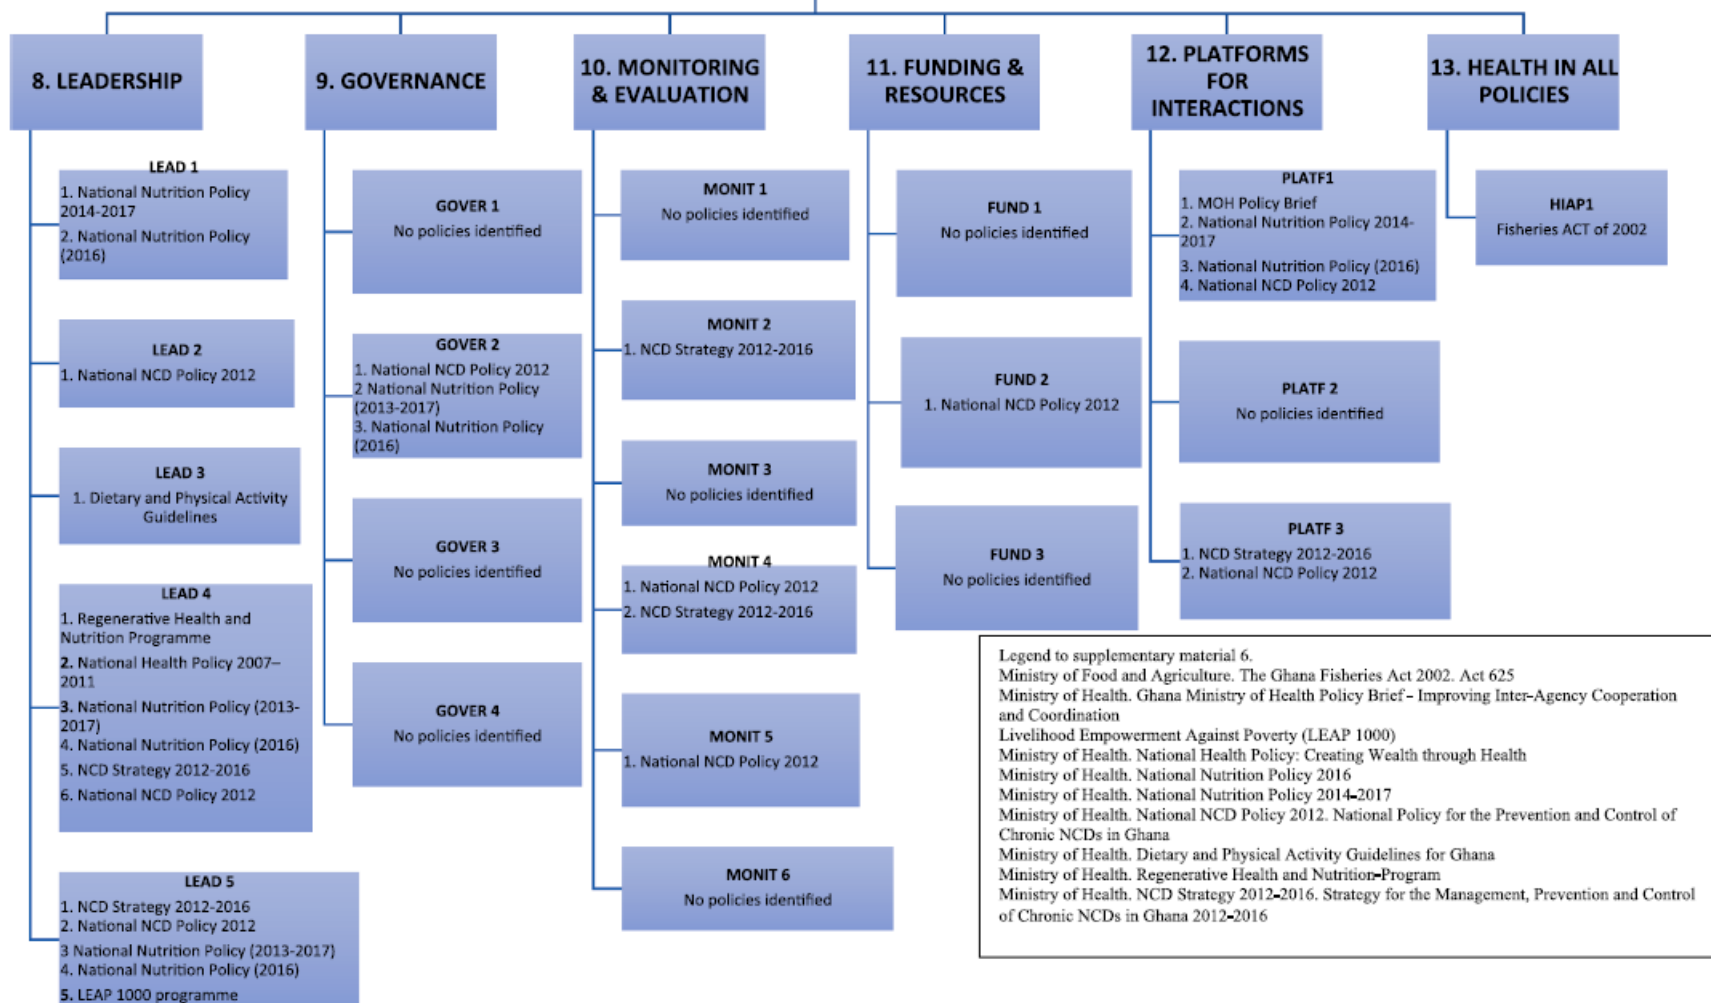 8. LEADERSHIP
LEAD 1
1. National Nutrition Policy
2014-2017
2. National Nutrition Policy
(2016)
LEAD 2
1. National NCD Policy 2012
LEAD 3
1. Dietary and Physical Activity
Guidelines
LEAD 4
1. Regenerative Health and
Nutrition Programme
2. National Health Policy 2007–
2011
3. National Nutrition Policy (2013-
2017)
4. National Nutrition Policy (2016)
5. NCD Strategy 2012-2016
6. National NCD Policy 2012
LEAD 5
1. NCD Strategy 2012-2016
2. National NCD Policy 2012
3 National Nutrition Policy (2013-2017)
4. National Nutrition Policy (2016)
5. LEAP 1000 programme
9. GOVERNANCE
GOVER 1
No policies identified
GOVER 2
1. National NCD Policy 2012
2 National Nutrition Policy
(2013-2017)
3. National Nutrition Policy
(2016)
GOVER 3
No policies identified
GOVER 4
No policies identified
10. MONITORING
& EVALUATION
MONIT 1
No policies identified
MONIT 2
1. NCD Strategy 2012-2016
MONIT 3
No policies identified
MONIT 4
1. National NCD Policy 2012
2. NCD Strategy 2012-2016
MONIT 5
1. National NCD Policy 2012
MONIT 6
No policies identified
11. FUNDING &
RESOURCES
FUND 1
No policies identified
FUND 2
1. National NCD Policy 2012
FUND 3
No policies identified
12. PLATFORMS
FOR
INTERACTIONS
PLATF1
1. MOH Policy Brief
2. National Nutrition Policy 2014-
2017
3. National Nutrition Policy (2016)
4. National NCD Policy 2012
PLATF 2
No policies identified
PLATF 3
1. NCD Strategy 2012-2016
2. National NCD Policy 2012
13. HEALTH IN ALL
POLICIES
HIAP1
Fisheries ACT of 2002
Legend to supplementary material 6.
Ministry of Food and Agriculture. The Ghana Fisheries Act 2002. Act 625
Ministry of Health. Ghana Ministry of Health Policy Brief - Improving Inter-Agency Cooperation
and Coordination
Livelihood Empowerment Against Poverty (LEAP 1000)
Ministry of Health. National Health Policy: Creating Wealth through Health
Ministry of Health. National Nutrition Policy 2016
Ministry of Health. National Nutrition Policy 2014-2017
Ministry of Health. National NCD Policy 2012. National Policy for the Prevention and Control of
Chronic NCDs in Ghana
Ministry of Health. Dietary and Physical Activity Guidelines for Ghana
Ministry of Health. Regenerative Health and Nutrition-Program
Ministry of Health. NCD Strategy 2012-2016. Strategy for the Management, Prevention and Control
of Chronic NCDs in Ghana 2012-2016